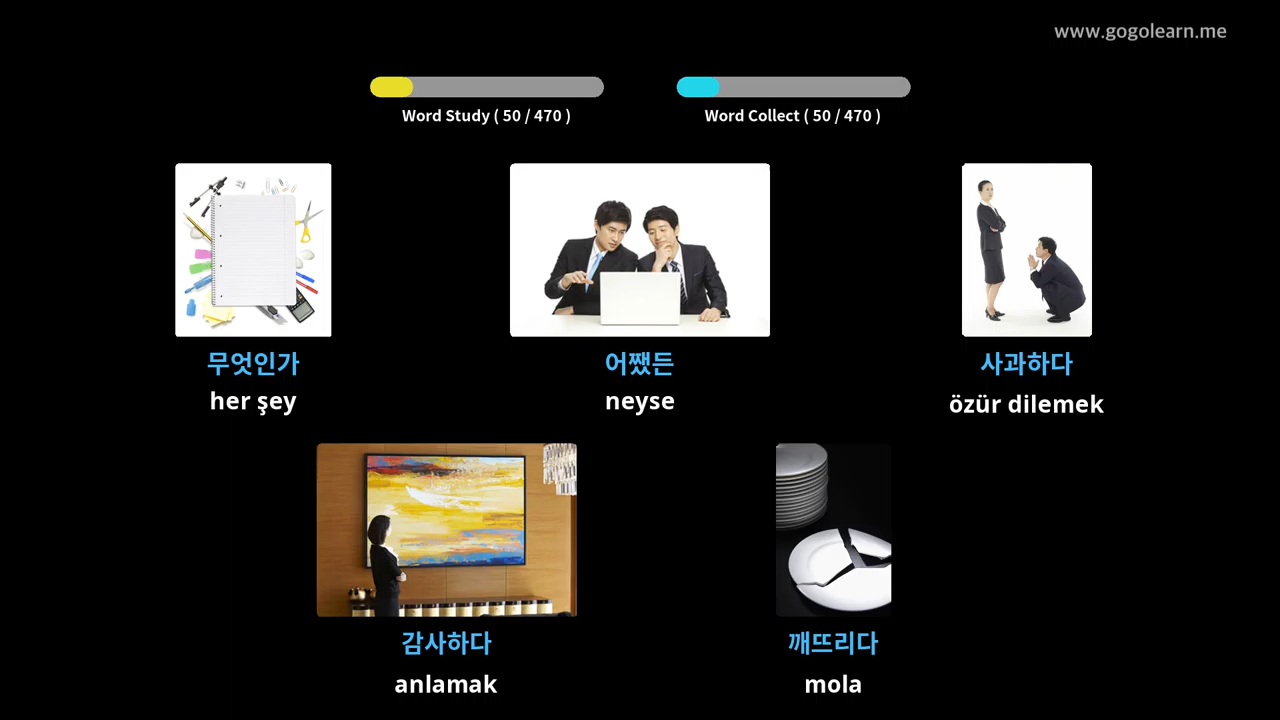 www.gogolearn.me
Word Study ( 50 / 470 )
Word Collect ( 50 / 470 )
무엇인가
her şey
어쨌든
neyse
사과하다
özür dilemek
감사하다
anlamak
깨뜨리다
mola